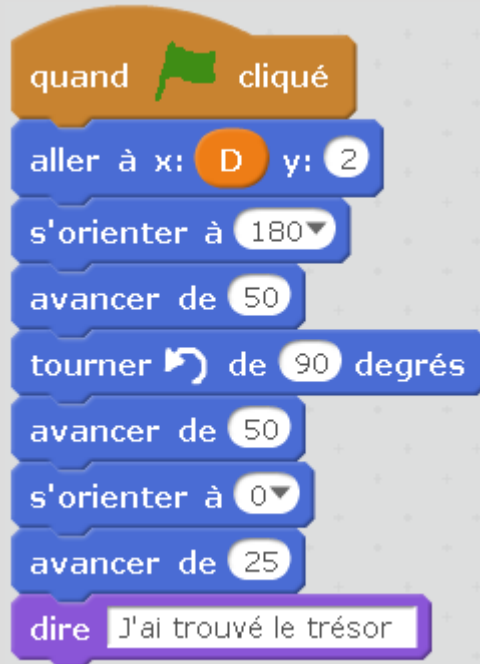 quand cliqué
aller à x: D y: 2
s'orienter à 180
avancer de 50
tourner de 90 degrés
avancer de 50
s'orienter à 0
avancer de 25
dire J'ai trouvé le trésor